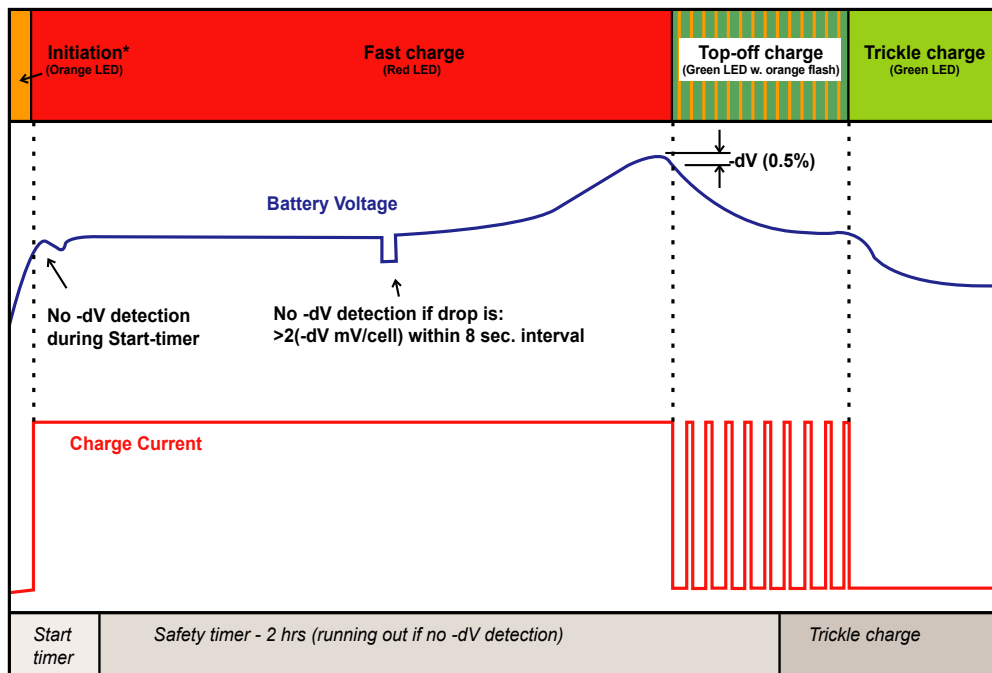 Initiation*
(Orange LED)
Fast charge
(Red LED)
Top-off charge
(Green LED w. orange flash)
Trickle charge
(Green LED)
-dV (0.5%)
Battery Voltage
No -dV detection
during Start-timer
No -dV detection if drop is:
>2(-dV mV/cell) within 8 sec. interval
Charge Current
Start
timer
Safety timer - 2 hrs (running out if no -dV detection)
Trickle charge